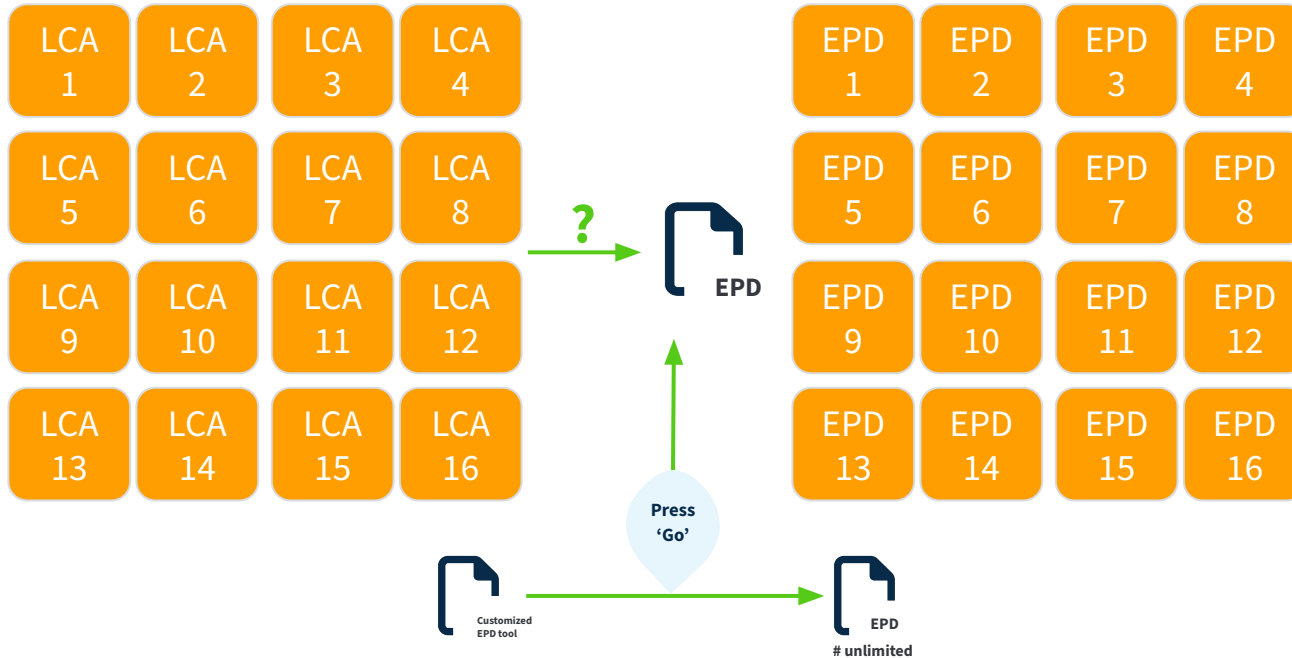 LCA
1
LCA
2
LCA
3
LCA
4
LCA
5
LCA
6
LCA
7
LCA
8
LCA
9
LCA
10
LCA
11
LCA
12
LCA
13
LCA
14
LCA
15
LCA
16
?
EPD
EPD
1
EPD
2
EPD
3
EPD
4
EPD
5
EPD
6
EPD
7
EPD
8
EPD
9
EPD
10
EPD
11
EPD
12
EPD
13
EPD
14
EPD
15
EPD
16
Press
‘Go’
Customized
EPD tool
EPD
# unlimited